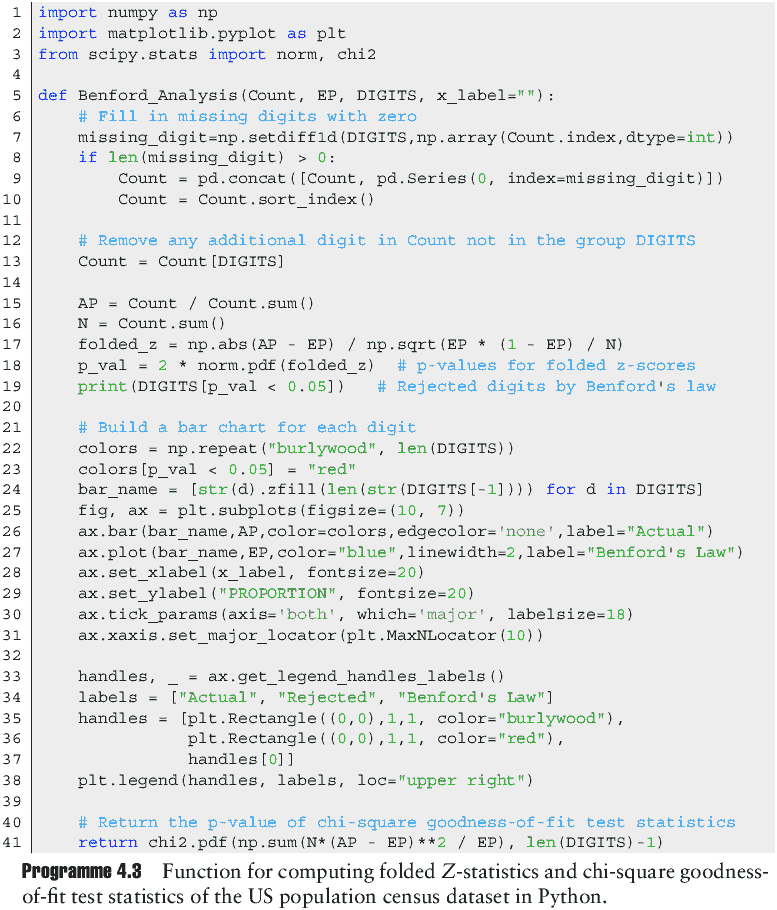 1 import numpy as np
2 import matplotlib.pyplot as plt
3 from scipy.stats import norm, chi2
4
5 def Benford_Analysis(Count, EP, DIGITS, x_label=""):
6     # Fill in missing digits with zero
7     missing_digit=np.setdiff1d(DIGITS,np.array(Count.index,dtype=int))
8     if len(missing_digit) > 0:
9         Count = pd.concat([Count, pd.Series(0, index=missing_digit)])
10         Count = Count.sort_index()
11
12     # Remove any additional digit in Count not in the group DIGITS
13     Count = Count[DIGITS]
14
15     AP = Count / Count.sum()
16     N = Count.sum()
17     folded_z = np.abs(AP - EP) / np.sqrt(EP * (1 - EP) / N)
18     p_val = 2 * norm.pdf(folded_z)  # p-values for folded z-scores
19     print(DIGITS[p_val < 0.05])   # Rejected digits by Benford's law
20
21     # Build a bar chart for each digit
22     colors = np.repeat("burlywood", len(DIGITS))
23     colors[p_val < 0.05] = "red"
24     bar_name = [str(d).zfill(len(str(DIGITS[-1]))) for d in DIGITS]
25     fig, ax = plt.subplots(figsize=(10, 7))
26     ax.bar(bar_name,AP,color=colors,edgecolor='none',label="Actual")
27     ax.plot(bar_name,EP,color="blue",linewidth=2,label="Benford's Law")
28     ax.set_xlabel(x_label, fontsize=20)
29     ax.set_ylabel("PROPORTION", fontsize=20)
30     ax.tick_params(axis='both', which='major', labelsize=18)
31     ax.xaxis.set_major_locator(plt.MaxNLocator(10))
32
33     handles, _ = ax.get_legend_handles_labels()
34     labels = ["Actual", "Rejected", "Benford's Law"]
35     handles = [plt.Rectangle((0,0),1,1, color="burlywood"),
36                plt.Rectangle((0,0),1,1, color="red"),
37                handles[0]]
38     plt.legend(handles, labels, loc="upper right")
39
40     # Return the p-value of chi-square goodness-of-fit test statistics
41     return chi2.pdf(np.sum(N*(AP - EP)**2 / EP), len(DIGITS)-1)
Programme 4.3 Function for computing folded Z-statistics and chi-square goodness-
of-fit test statistics of the US population census dataset in Python.